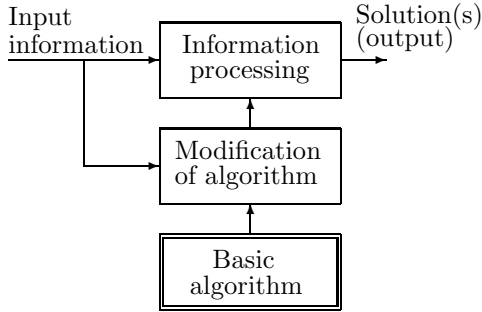 Input
information
Information
processing
Solution(s)
(output)
Modification
of algorithm
Basic
algorithm